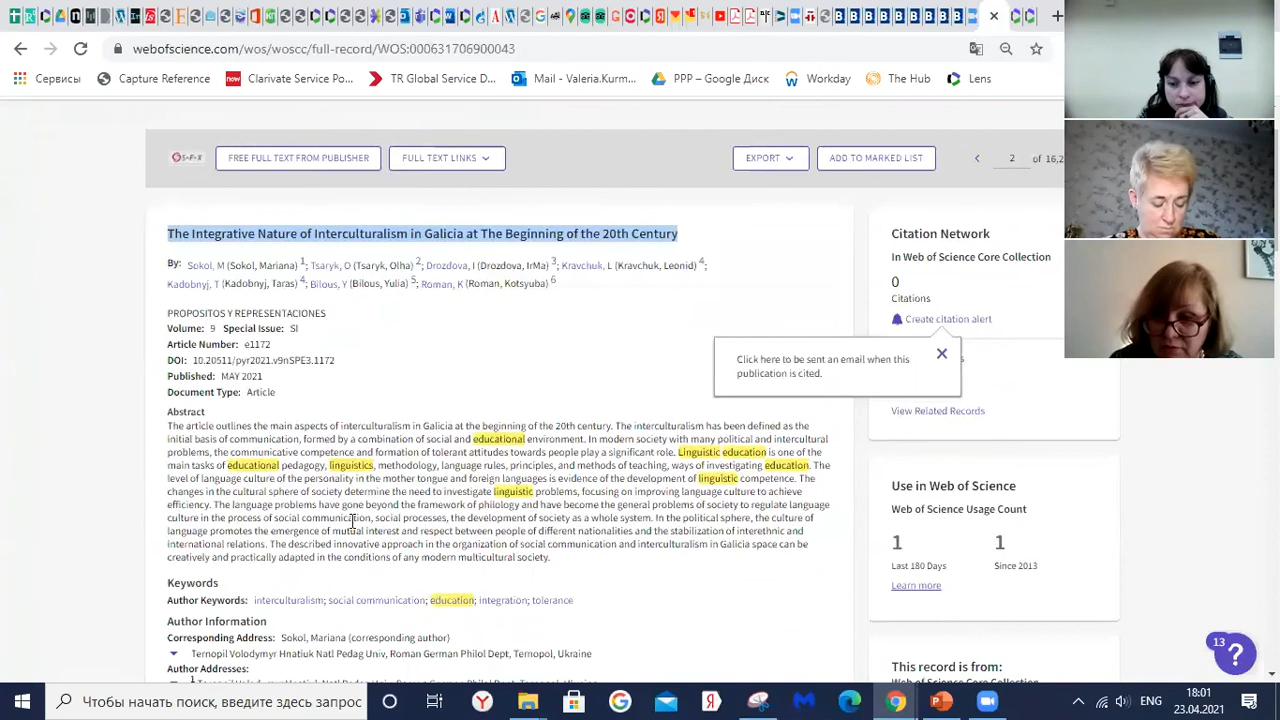 webofscience.com/wos/woscc/full-record/WOS:000631706900043
Сервисы
Capture Reference
Clarivate Service Po...
TR Global Service D...
Mail - Valeria.Kurm...
PPP – Google Диск
Workday
The Hub
Lens
S·F·X
FREE FULL TEXT FROM PUBLISHER
FULL TEXT LINKS
EXPORT
ADD TO MARKED LIST
2 of 16,2
The Integrative Nature of Interculturalism in Galicia at The Beginning of the 20th Century
By: Sokol, M (Sokol, Mariana) 1; Tsaryk, O (Tsaryk, Olha) 2; Drozdova, I (Drozdova, IrMa) 3; Kravchuk, L (Kravchuk, Leonid) 4;
Kadobnyj, T (Kadobnyj, Taras) 4, Bilous, Y (Bilous, Yulia) 5; Roman, K (Roman, Kotsyuba) 6
PROPOSITOS Y REPRESENTACIONES
Volume: 9 Special Issue: SI
Article Number: e1172
DOI: 10.20511/pyr2021.v9nSPE3.1172
Published: MAY 2021
Document Type: Article
Abstract
The article outlines the main aspects of interculturalism in Galicia at the beginning of the 20th century. The interculturalism has been defined as the
initial basis of communication, formed by a combination of social and educational environment. In modern society with many political and intercultural
problems, the communicative competence and formation of tolerant attitudes towards people play a significant role. Linguistic education is one of the
main tasks of educational pedagogy, linguistics, methodology, language rules, principles, and methods of teaching, ways of investigating education. The
level of language culture of the personality in the mother tongue and foreign languages is evidence of the development of linguistic competence. The
changes in the cultural sphere of society determine the need to investigate linguistic problems, focusing on improving language culture to achieve
efficiency. The language problems have gone beyond the framework of philology and have become the general problems of society to regulate language
culture in the process of social communication, social processes, the development of society as a whole system. In the political sphere, the culture of
language promotes the emergence of mutual interest and respect between people of different nationalities and the stabilization of interethnic and
international relations. The described innovative approach in the organization of social communication and interculturalism in Galicia space can be
creatively and practically adapted in the conditions of any modern multicultural society.
Keywords
Author Keywords: interculturalism; social communication; education; integration; tolerance
Author Information
Corresponding Address: Sokol, Mariana (corresponding author)
Ternopil Volodymyr Hnatiuk Natl Pedag Univ, Roman German Philol Dept, Ternopol, Ukraine
Author Addresses:
Citation Network
In Web of Science Core Collection
0
Citations
Create citation alert
Click here to be sent an email when this
publication is cited.
View Related Records
Use in Web of Science
Web of Science Usage Count
1 1
Last 180 Days Since 2013
Learn more
This record is from:
Web of Science Core Collection
13
?
Чтобы начать поиск, введите здесь запрос
ENG
18:01
23.04.2021